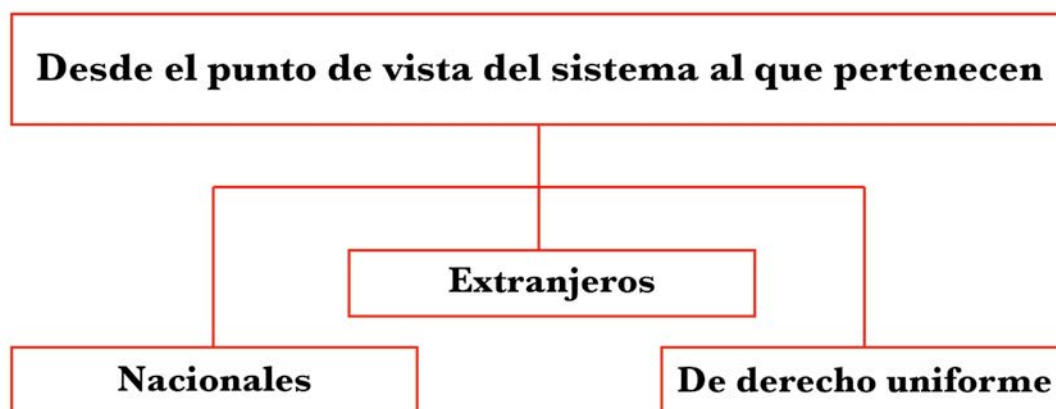 Desde el punto de vista del sistema al que pertenecen
Extranjeros
Nacionales
De derecho uniforme